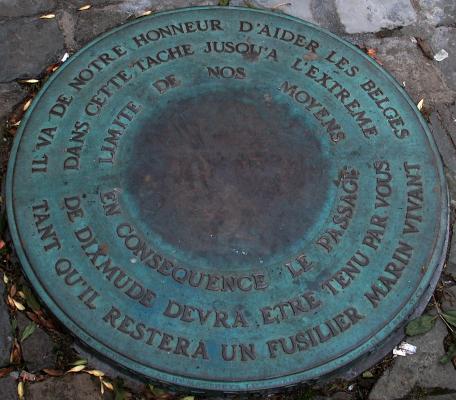 IL VA DE NOTRE HONNEUR D'AIDER LES BELGES
DANS CETTE TACHE JUSQU'A L'EXTREME
LIMITE DE NOS MOYENS
EN CONSEQUENCE LE PASSAGE
DE DIXMUDE DEVRA ETRE TENU PAR VOUS
TANT QU'IL RESTERA UN FUSILIER MARIN VIVANT